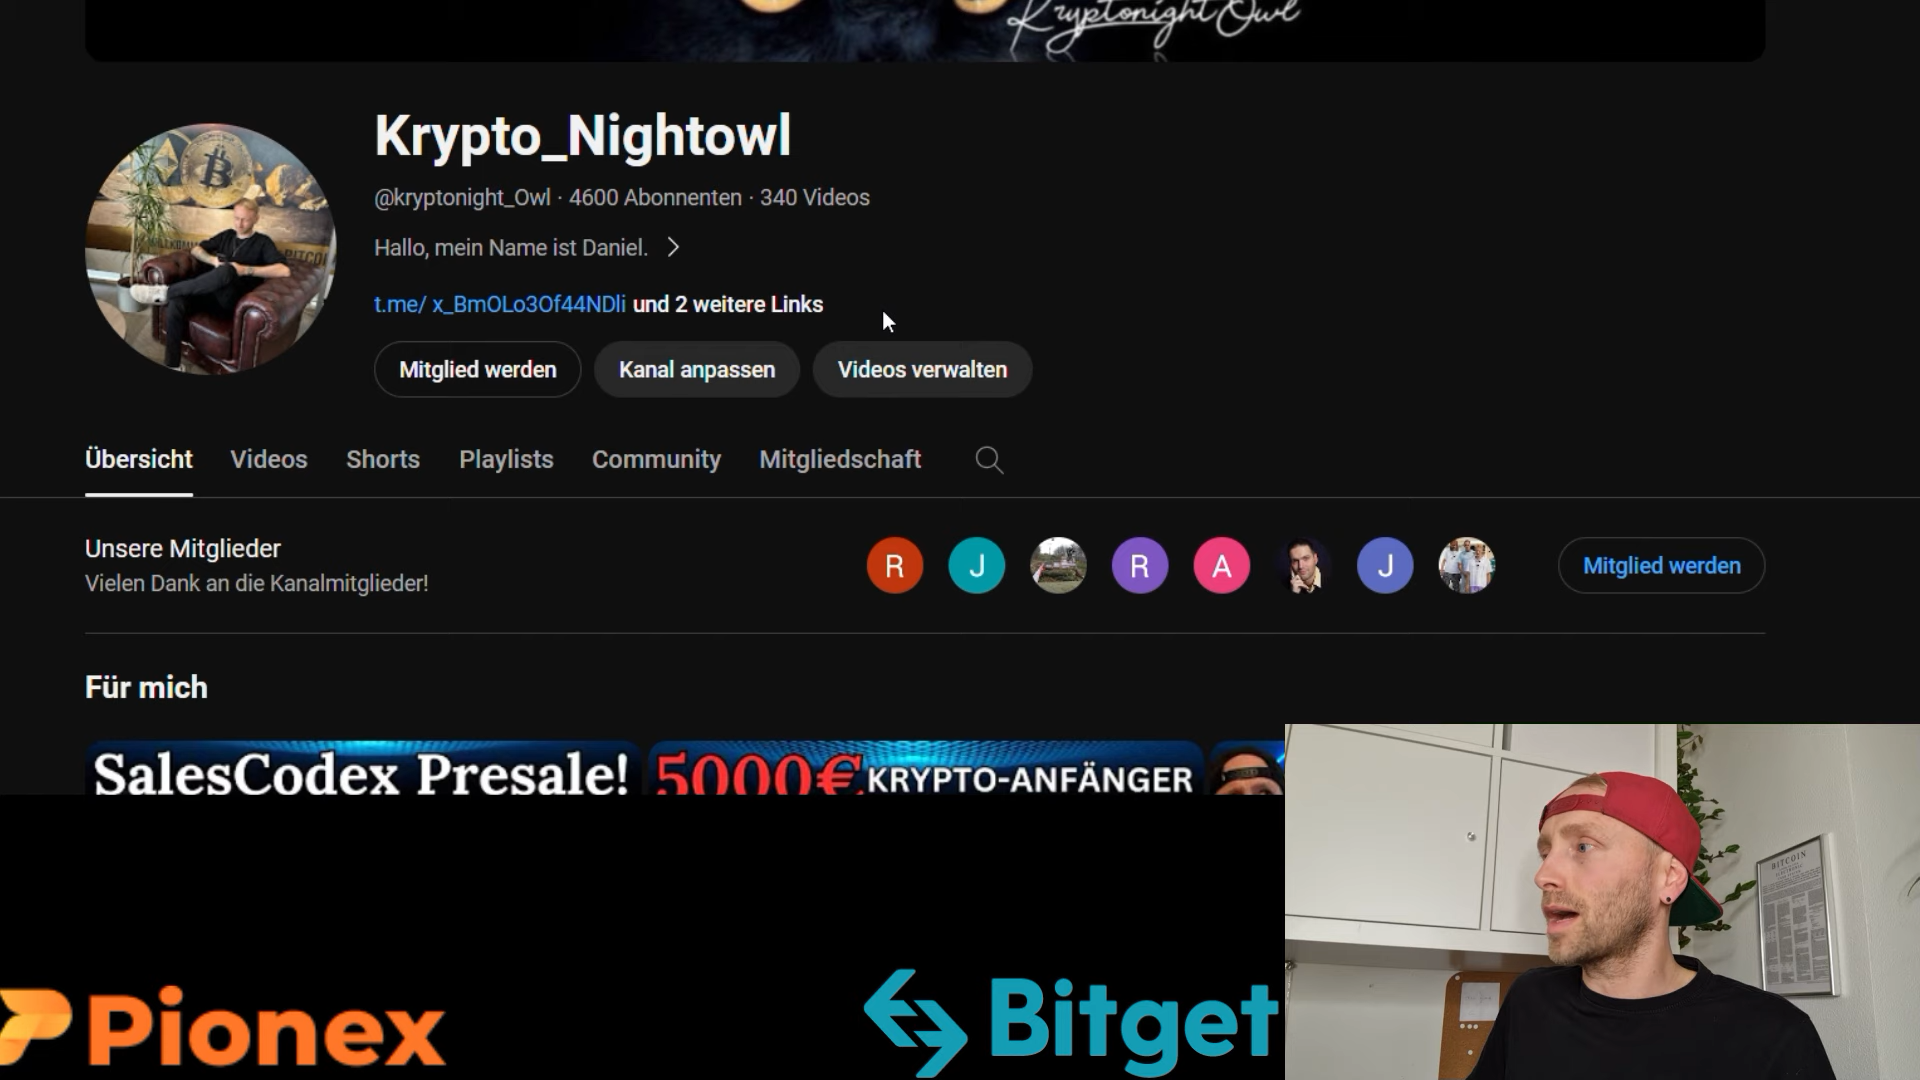 Kryptonight Owl
Krypto_Nightowl
@kryptonight_Owl · 4600 Abonnenten · 340 Videos
Hallo, mein Name ist Daniel.
t.me/ x_BmOLo3Of44NDli und 2 weitere Links
Mitglied werden
Kanal anpassen
Videos verwalten
Übersicht
Videos
Shorts
Playlists
Community
Mitgliedschaft
Unsere Mitglieder
Vielen Dank an die Kanalmitglieder!
R
J
R
A
J
Mitglied werden
Für mich
SalesCodex Presale!
5000€ KRYPTO-ANFÄNGER
BITCOIN
Pionex
Bitget